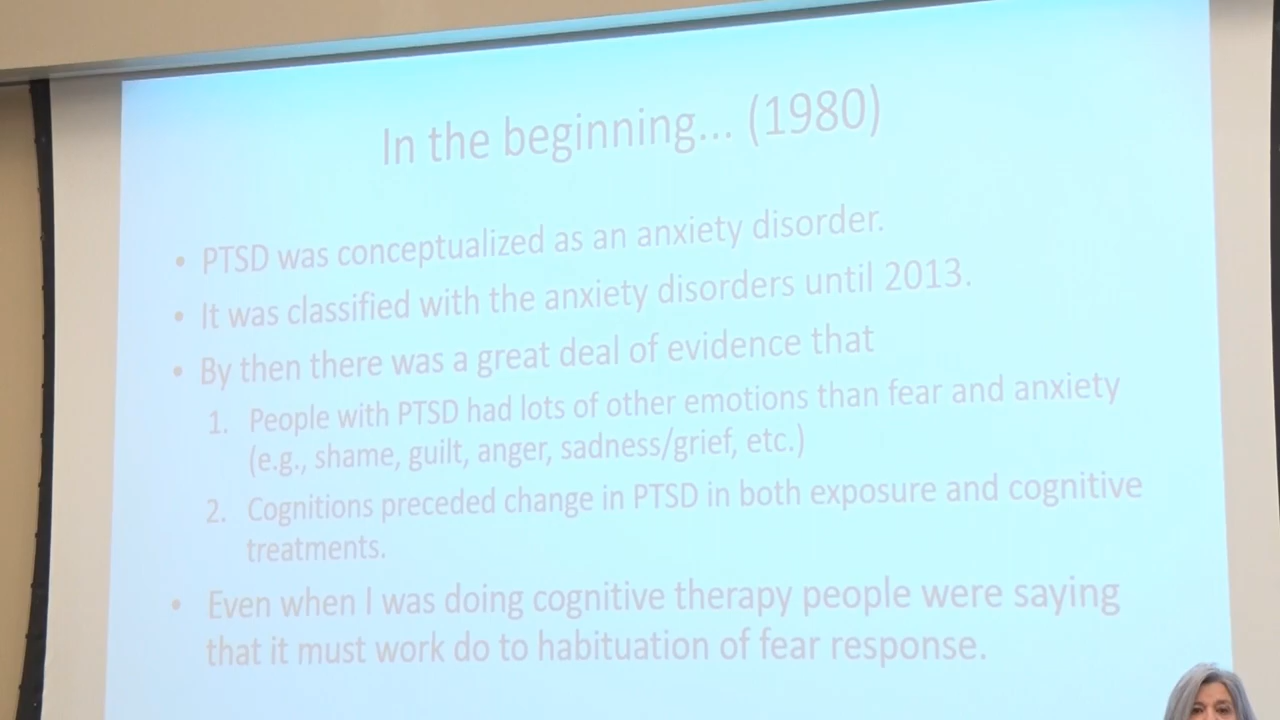 In the beginning... (1980)
• PTSD was conceptualized as an anxiety disorder.
• It was classified with the anxiety disorders until 2013.
• By then there was a great deal of evidence that
1. People with PTSD had lots of other emotions than fear and anxiety
(e.g., shame, guilt, anger, sadness/grief, etc.)
2. Cognitions preceded change in PTSD in both exposure and cognitive
treatments.
• Even when I was doing cognitive therapy people were saying
that it must work do to habituation of fear response.